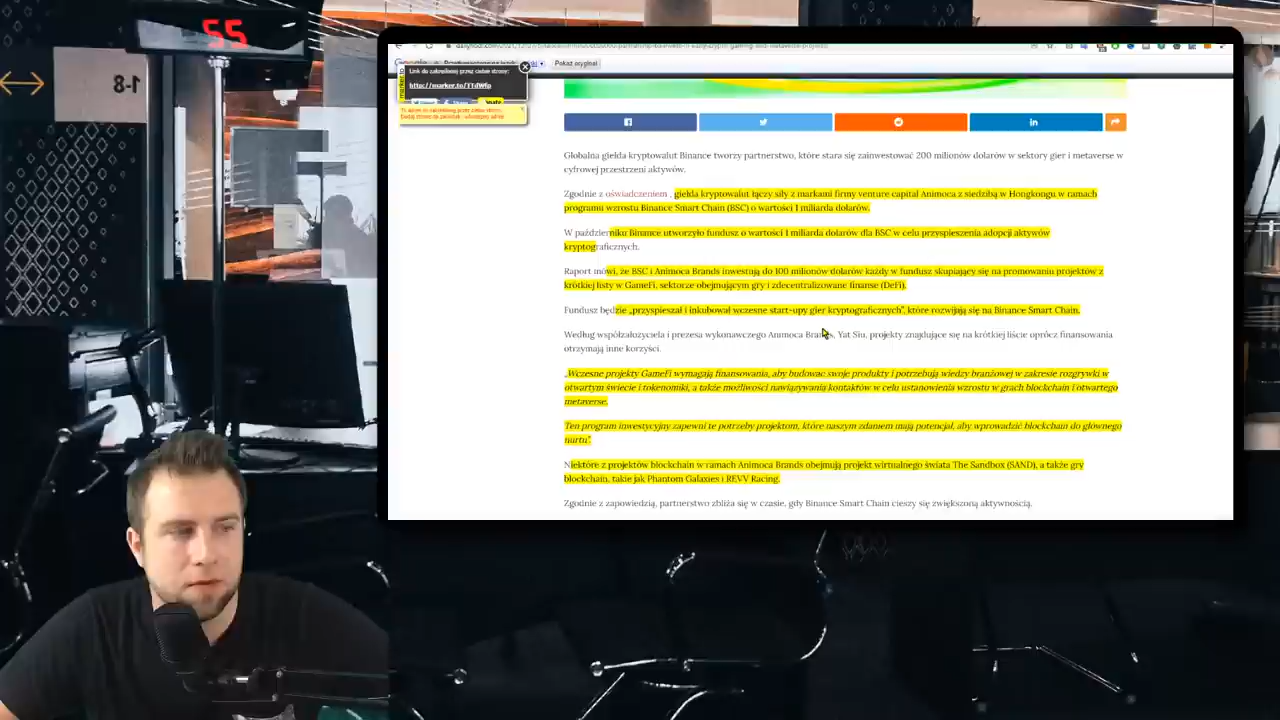 55
8-1
Link do zakreślonej przez ciebie strony:
Pokaż oryginał
Globalna giełda kryptowalut Binance tworzy partnerstwo, które stara się zainwestować 200 milionów dolarów w sektory gier i metaverse w
cyfrowej przestrzeni aktywów.
Zgodnie z oświadczeniem , giełda kryptowalut łączy siły z markami firmy venture capital Animoca z siedzibą w Hongkongu w ramach
programu wzrostu Binance Smart Chain (BSC) o wartości 1 miliarda dolarów.
W październiku Binance utworzyło fundusz o wartości 1 miliarda dolarów dla BSC w celu przyspieszenia adopcji aktywów
kryptograficznych.
Raport mówi, że BSC i Animoca Brands inwestują do 100 milionów dolarów każdy w fundusz skupiający się na promowaniu projektów z
krótkiej listy w GameFi, sektorze obejmującym gry i zdecentralizowane finanse (DeFi).
Fundusz będzie „przyspieszał i inkubował wczesne start-upy gier kryptograficznych”, które rozwijają się na Binance Smart Chain.
Według współzałożyciela i prezesa wykonawczego Animoca Brands, Yat Siu, projekty znajdujące się na krótkiej liście oprócz finansowania
otrzymają inne korzyści.
„Wczesne projekty GameFi wymagają finansowania, aby budować swoje produkty i potrzebują wiedzy branżowej w zakresie rozgrywki w
otwartym świecie i tokenomiki, a także możliwości nawiązywania kontaktów w celu ustanowienia wzrostu w grach blockchain i otwartego
metaverse.
Ten program inwestycyjny zapewni te potrzeby projektom, które naszym zdaniem mają potencjał, aby wprowadzić blockchain do głównego
nurtu”.
Niektóre z projektów blockchain w ramach Animoca Brands obejmują projekt wirtualnego świata The Sandbox (SAND), a także gry
blockchain, takie jak Phantom Galaxies i REVV Racing.
Zgodnie z zapowiedzią, partnerstwo zbliża się w czasie, gdy Binance Smart Chain cieszy się zwiększoną aktywnością.